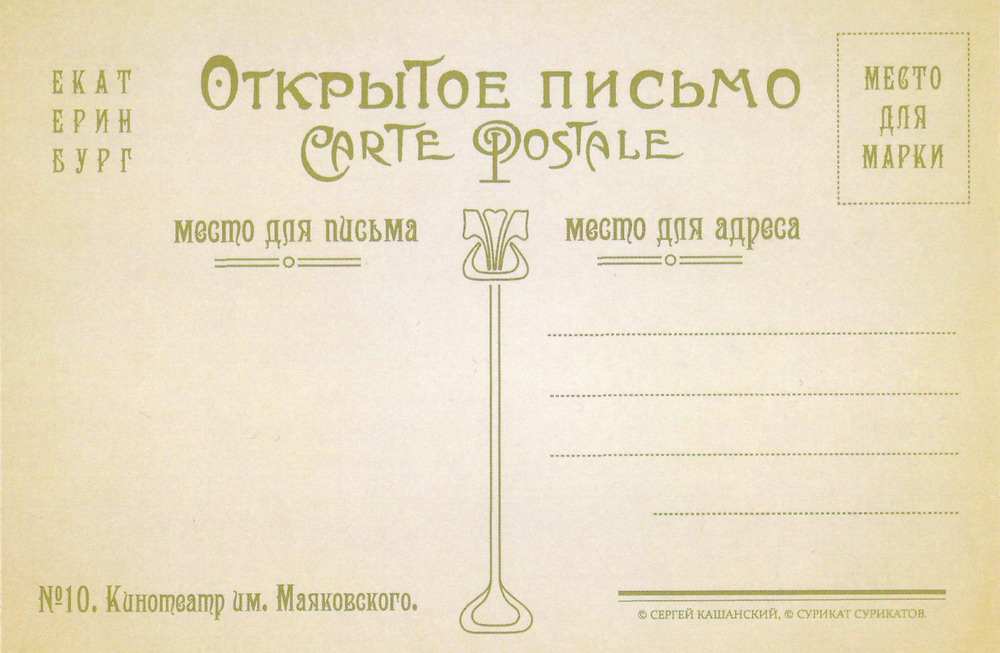 ЕКАТ
ЕРИН
БУРГ
ОТКРЫТОЕ ПИСЬМО
CARTE POSTALE
МЕСТО
ДЛЯ
МАРКИ
место для письма
место для адреса
№10. Кинотеатр им. Маяковского.
© СЕРГЕЙ КАШАНСКИЙ, © СУРИКАТ СУРИКАТОВ.